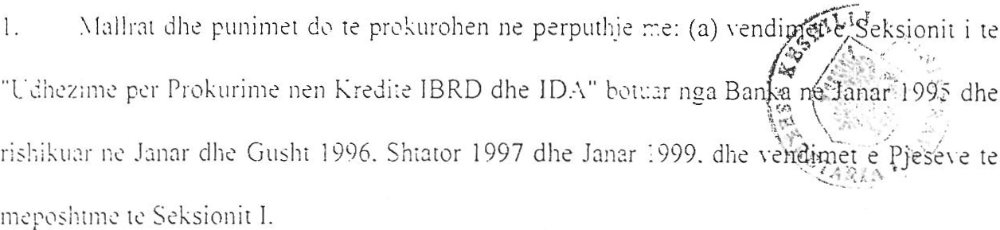 1. Mallrat dhe punimet do te prokurohen ne perputhje me: (a) vendimet e Seksionit i te
"Udhezime per Prokurime nen Kredite IBRD dhe IDA" botuar nga Banka ne Janar 1995 dhe
rishikuar ne Janar dhe Gusht 1996. Shtator 1997 dhe Janar 1999. dhe vendimet e Pjeseve te
meposhtme te Seksionit I.